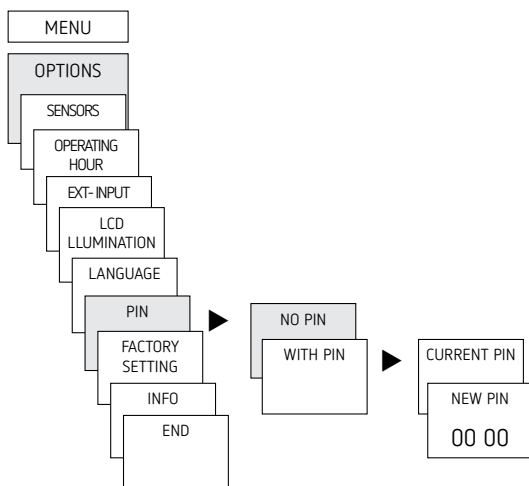 MENU
OPTIONS
SENSORS
OPERATING
HOUR
EXT-INPUT
LCD
LLUMINATION
LANGUAGE
PIN
FACTORY
SETTING
INFO
END
NO PIN
WITH PIN
CURRENT PIN
NEW PIN
00 00